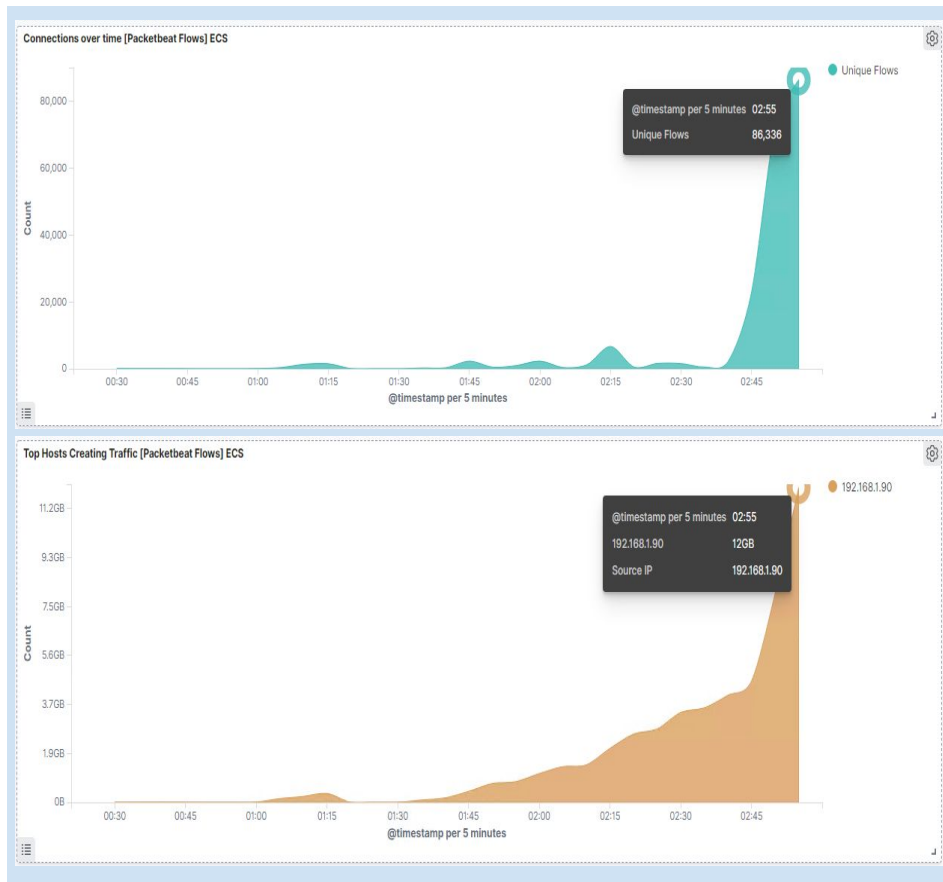 Connections over time [Packetbeat Flows] ECS
Unique Flows
@timestamp per 5 minutes 02:55
Unique Flows 86,336
80,000
60,000
40,000
20,000
0
Count
00:30 00:45 01:00 01:15 01:30 01:45 02:00 02:15 02:30 02:45
@timestamp per 5 minutes
Top Hosts Creating Traffic [Packetbeat Flows] ECS
192.168.1.90
@timestamp per 5 minutes 02:55
192.168.1.90 12GB
Source IP 192.168.1.90
11.2GB
9.3GB
7.5GB
5.6GB
3.7GB
1.9GB
0B
Count
00:30 00:45 01:00 01:15 01:30 01:45 02:00 02:15 02:30 02:45
@timestamp per 5 minutes